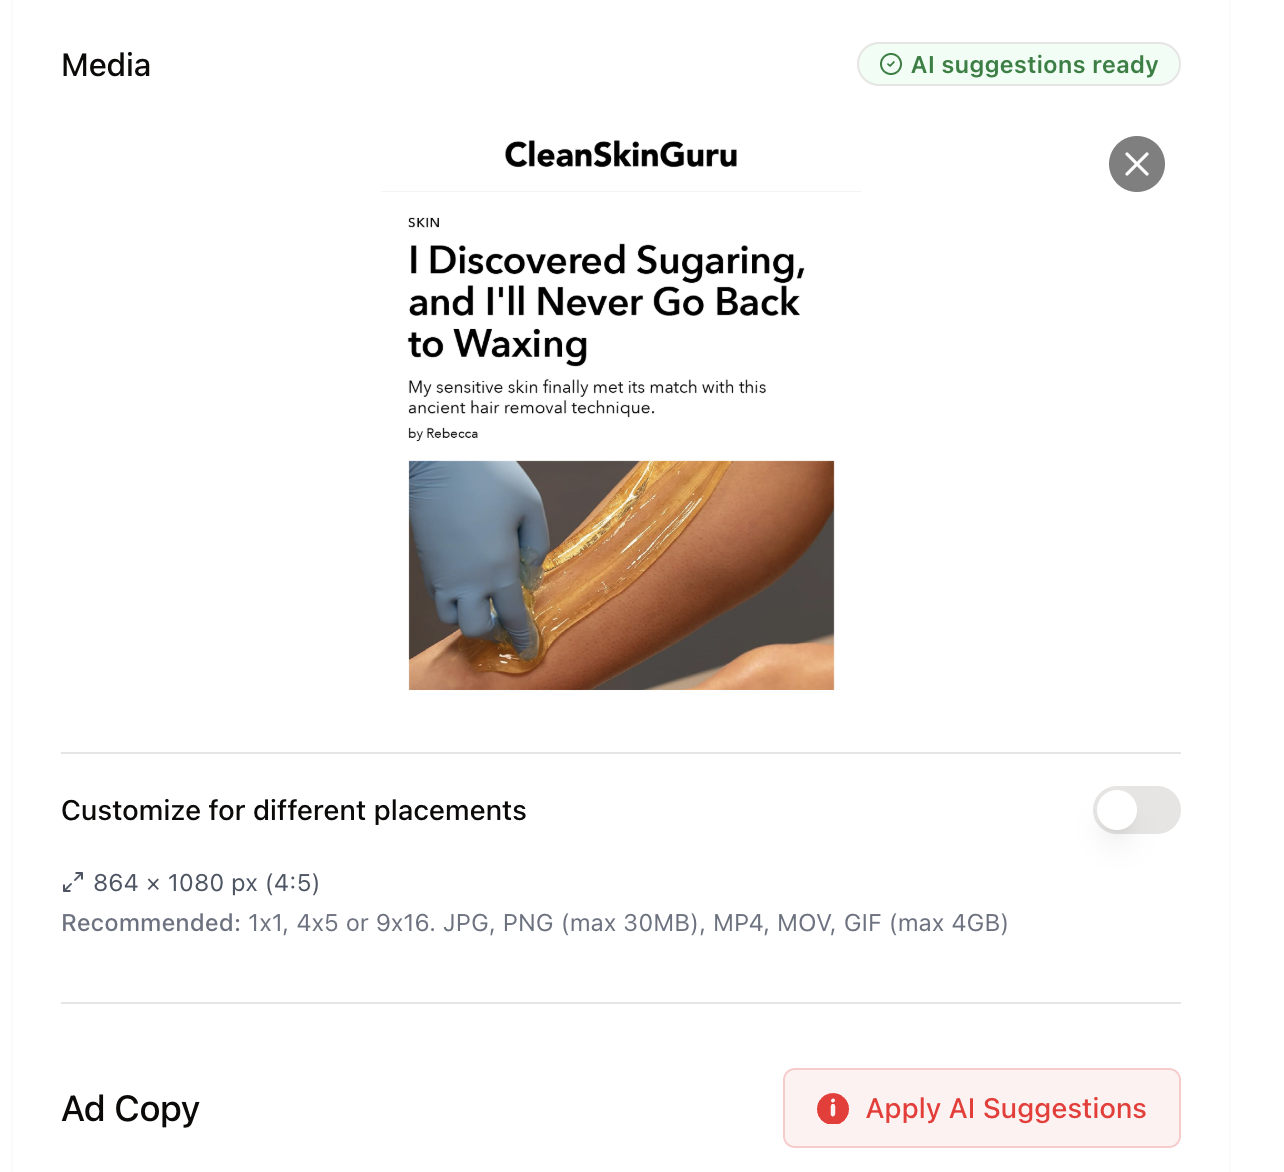 Media
AI suggestions ready
CleanSkinGuru
SKIN
I Discovered Sugaring,
and I'll Never Go Back
to Waxing
My sensitive skin finally met its match with this
ancient hair removal technique.
by Rebecca
Customize for different placements
864 × 1080 px (4:5)
Recommended: 1x1, 4x5 or 9x16. JPG, PNG (max 30MB), MP4, MOV, GIF (max 4GB)
Ad Copy
Apply AI Suggestions